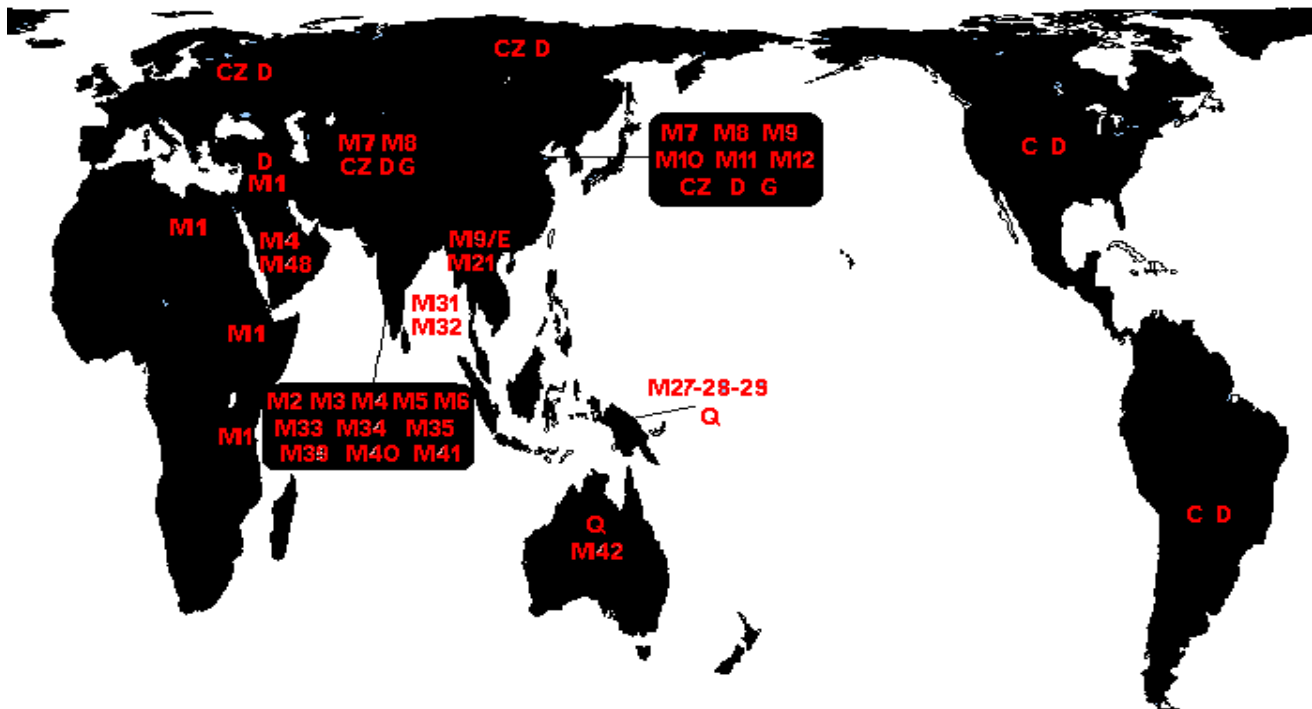 CZ D
CZ D
M7 M8
CZ D G
M7 M8 M9
M10 M11 M12
CZ D G
C D
D
M1
M1
M4
M48
M9/E
M21
M31
M32
M1
M27-28-29
Q
M2 M3 M4 M5 M6
M33 M34 M35
M39 M40 M41
M1
Q
M42
C D